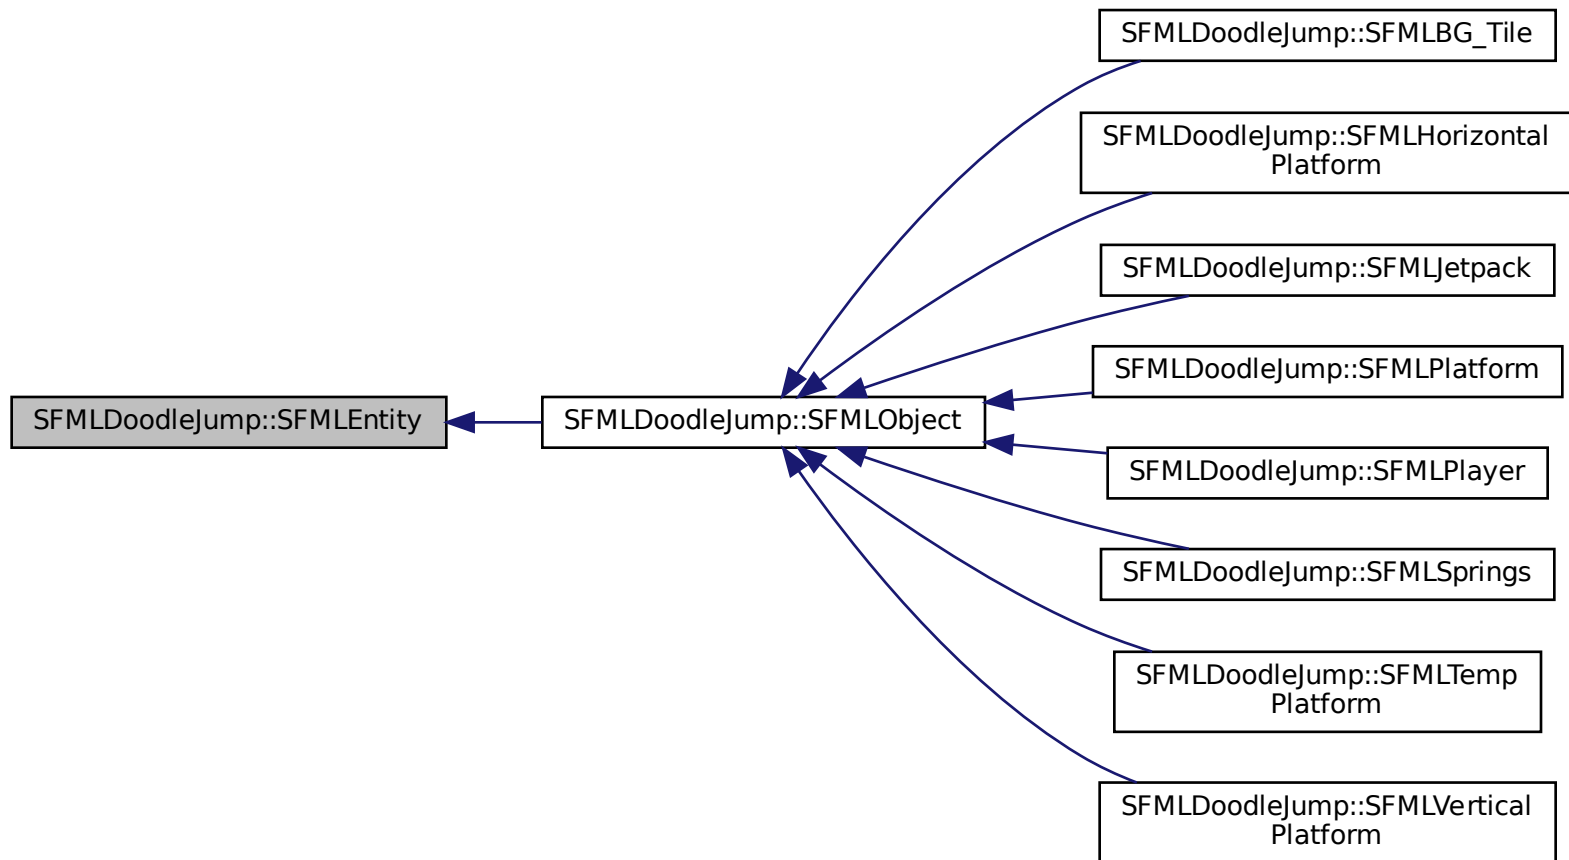 SFMLDoodleJump::SFMLBG_Tile
SFMLDoodleJump::SFMLHorizontal
Platform
SFMLDoodleJump::SFMLJetpack
SFMLDoodleJump::SFMLPlatform
SFMLDoodleJump::SFMLEntity
SFMLDoodleJump::SFMLObject
SFMLDoodleJump::SFMLPlayer
SFMLDoodleJump::SFMLSprings
SFMLDoodleJump::SFMLTemp
Platform
SFMLDoodleJump::SFMLVertical
Platform